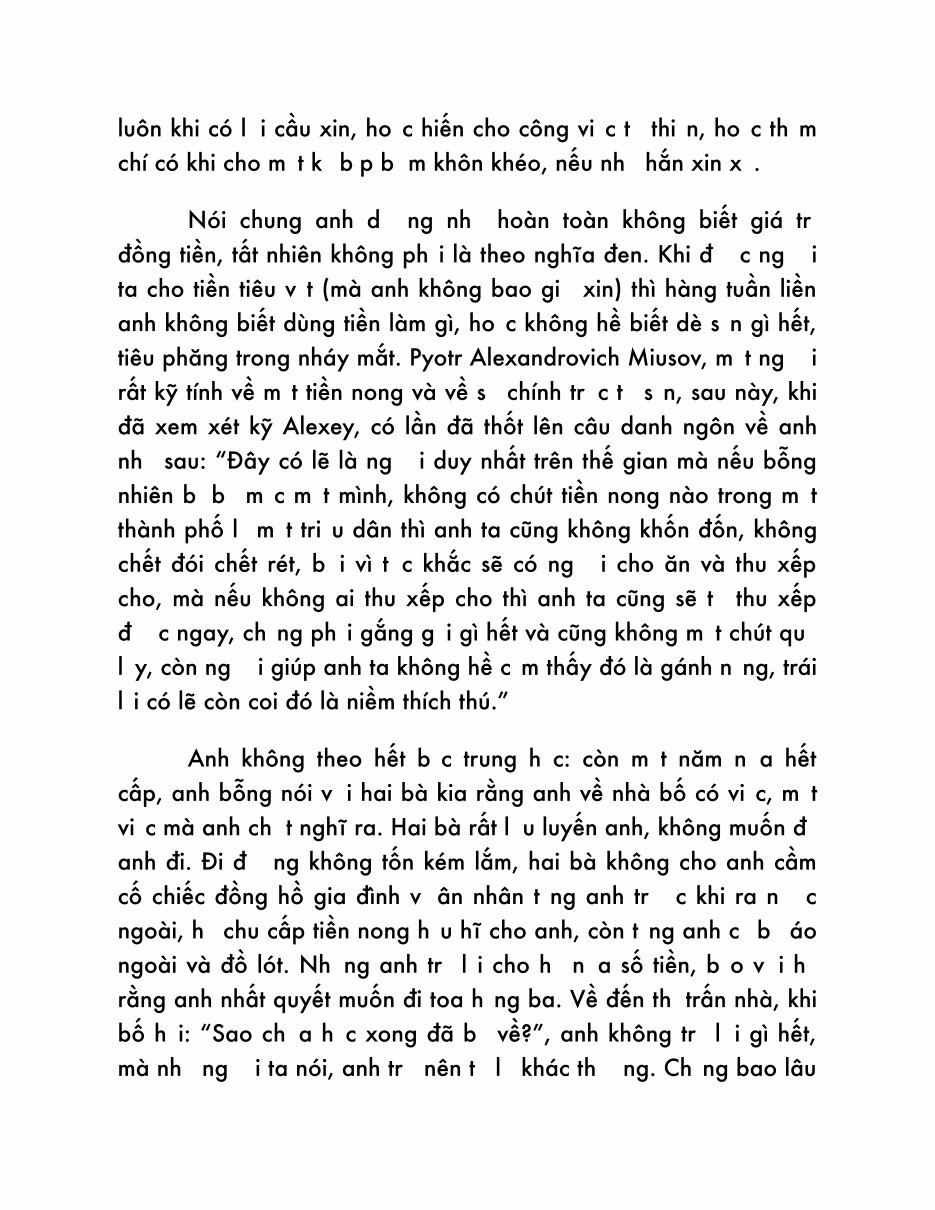 luôn khi có l i cầu xin, ho c hiến cho công vi c t thi n, ho c th m
chí có khi cho m t k b p b m khôn khéo, nếu nh hắn xin x .
Nói chung anh d ng nh hoàn toàn không biết giá tr
đồng tiền, tất nhiên không ph i là theo nghĩa đen. Khi đ c ng i
ta cho tiền tiêu v t (mà anh không bao gi xin) thì hàng tuần liền
anh không biết dùng tiền làm gì, ho c không hề biết dè s n gì hết,
tiêu phăng trong nháy mắt. Pyotr Alexandrovich Miusov, m t ng i
rất kỹ tính về m t tiền nong và về s chính tr c t s n, sau này, khi
đã xem xét kỹ Alexey, có lần đã thốt lên câu danh ngôn về anh
nh sau: “Đây có lẽ là ng i duy nhất trên thế gian mà nếu bỗng
nhiên b b m c m t mình, không có chút tiền nong nào trong m t
thành phố l m t tri u dân thì anh ta cũng không khốn đốn, không
chết đói chết rét, b i vì t c khắc sẽ có ng i cho ăn và thu xếp
cho, mà nếu không ai thu xếp cho thì anh ta cũng sẽ t thu xếp
đ c ngay, ch ng ph i gắng g i gì hết và cũng không m t chút qu
l y, còn ng i giúp anh ta không hề c m thấy đó là gánh n ng, trái
l i có lẽ còn coi đó là niềm thích thú.”
Anh không theo hết b c trung h c: còn m t năm n a hết
cấp, anh bỗng nói v i hai bà kia rằng anh về nhà bố có vi c, m t
vi c mà anh ch t nghĩ ra. Hai bà rất l u luyến anh, không muốn đ
anh đi. Đi đ ng không tốn kém lắm, hai bà không cho anh cầm
cố chiếc đồng hồ gia đình v ân nhân t ng anh tr c khi ra n c
ngoài, h chu cấp tiền nong h u hĩ cho anh, còn t ng anh c b áo
ngoài và đồ lót. Nh ng anh tr l i cho h n a số tiền, b o v i h
rằng anh nhất quyết muốn đi toa h ng ba. Về đến th trấn nhà, khi
bố h i: “Sao ch a h c xong đã b về?”, anh không tr l i gì hết,
mà nh ng i ta nói, anh tr nên t l khác th ng. Ch ng bao lâu